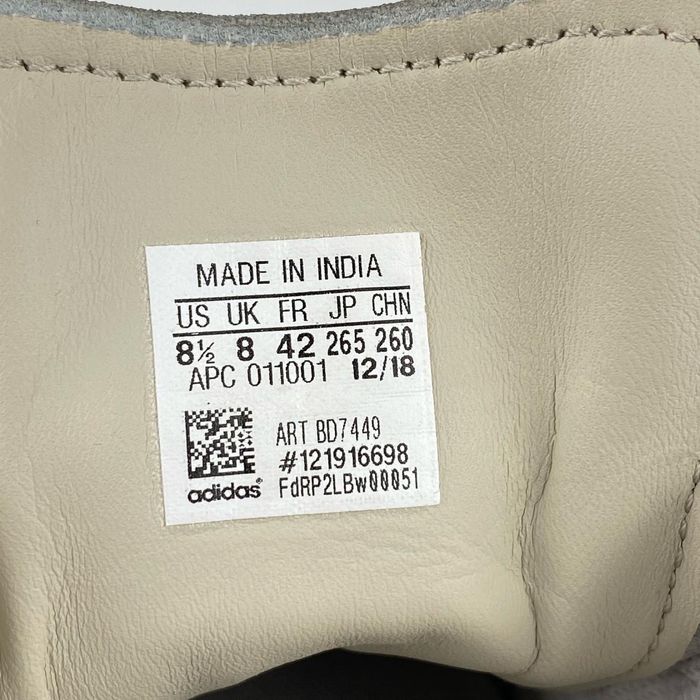 MADE IN INDIA
US UK FR JP CHN
8½ 8 42 265 260
APC 011001 12/18
ART BD7449
#121916698
adidas® FdRP2LBw00051